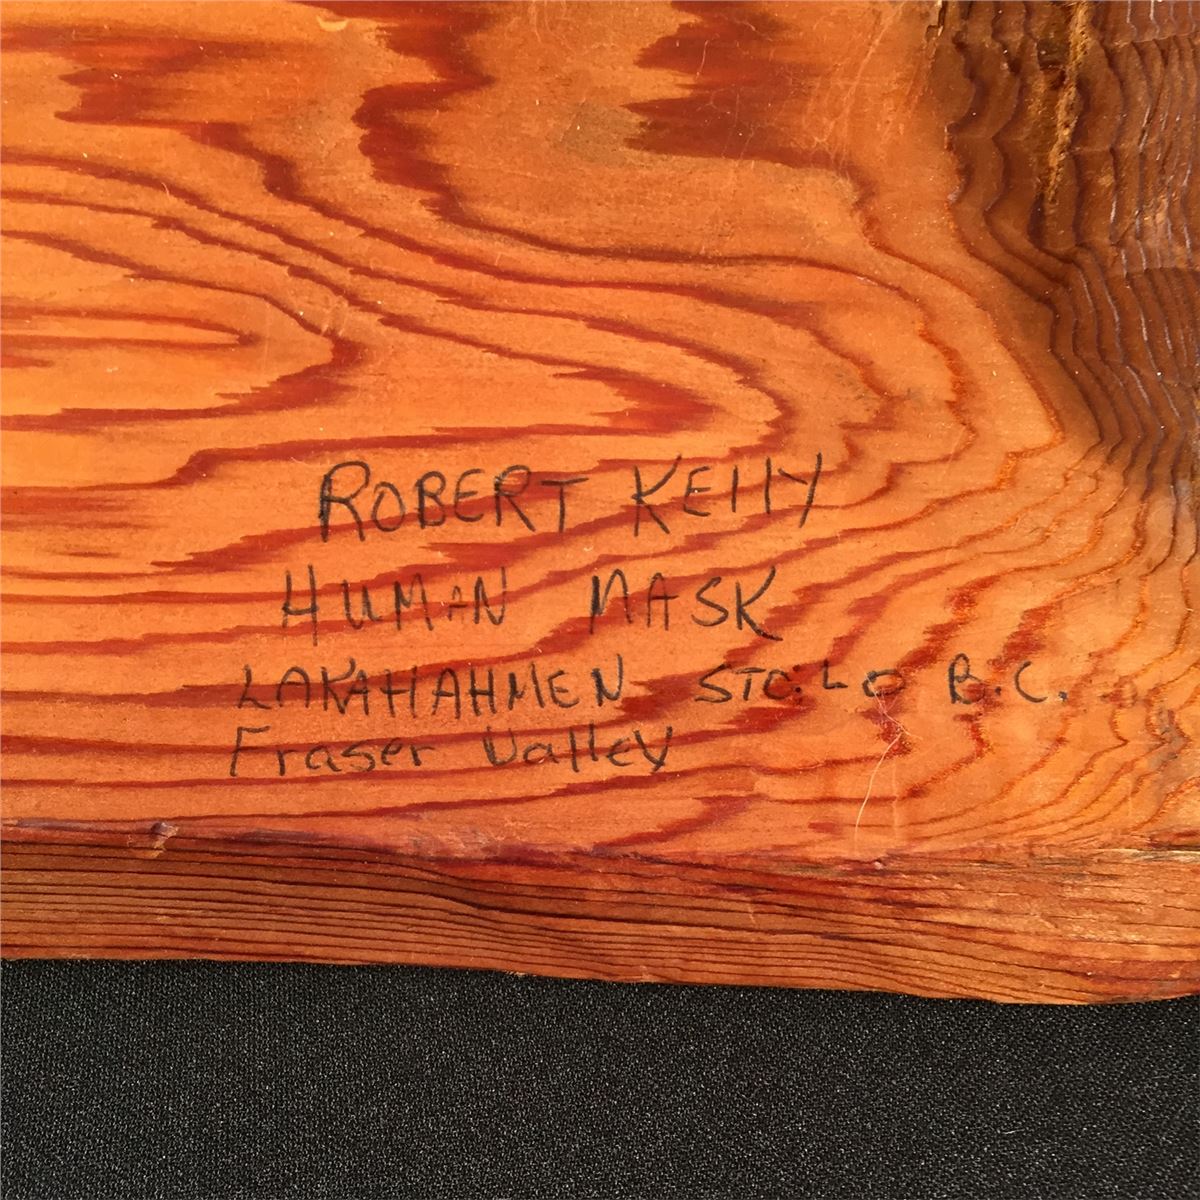 ROBERT KELLY
HUMAN MASK
LAKAHAHMEN STO:LO B.C.
Fraser Valley